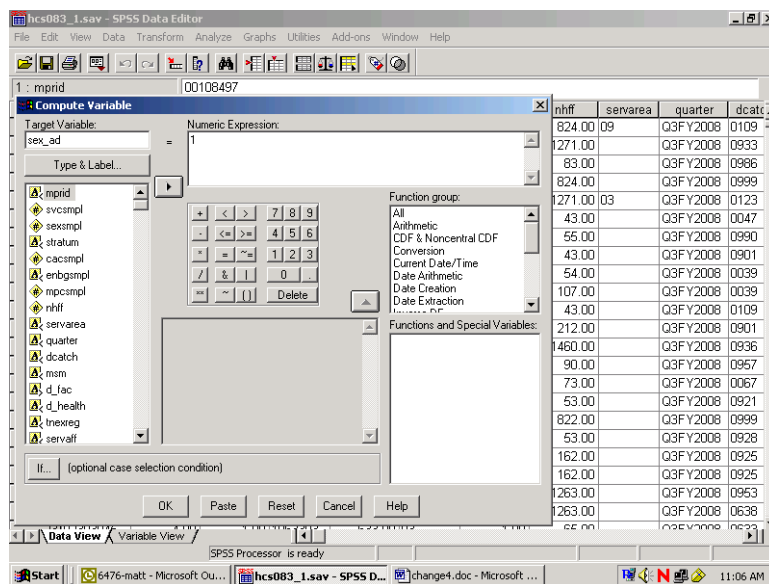 hcs083_1.sav - SPSS Data Editor
File Edit View Data Transform Analyze Graphs Utilities Add-ons Window Help
1 : mprid 00108497
Compute Variable
Target Variable: Numeric Expression:
sex_ad = 1
Type & Label...
mprid
svcsmpl
sexsmpl
stratum
cacsmpl
enbgsmpl
mpcsmpl
nhff
servarea
quarter
dcatch
msm
d_fac
d_health
tnexreg
servaff
+ < > 7 8 9
- <= >= 4 5 6
* = ~= 1 2 3
/ & | 0 .
** ~ () Delete
Function group:
All
Arithmetic
CDF & Noncentral CDF
Conversion
Current Date/Time
Date Arithmetic
Date Creation
Date Extraction
Functions and Special Variables:
If... (optional case selection condition)
OK Paste Reset Cancel Help
nhff servarea quarter dcatc
824.00 09 Q3FY2008 0109
1271.00 Q3FY2008 0933
83.00 Q3FY2008 0986
824.00 Q3FY2008 0999
1271.00 03 Q3FY2008 0123
43.00 Q3FY2008 0047
55.00 Q3FY2008 0990
43.00 Q3FY2008 0901
54.00 Q3FY2008 0039
107.00 Q3FY2008 0039
43.00 Q3FY2008 0109
212.00 Q3FY2008 0901
1460.00 Q3FY2008 0936
90.00 Q3FY2008 0957
73.00 Q3FY2008 0067
53.00 Q3FY2008 0921
822.00 Q3FY2008 0999
53.00 Q3FY2008 0928
162.00 Q3FY2008 0925
162.00 Q3FY2008 0925
1263.00 Q3FY2008 0953
1263.00 Q3FY2008 0638
Data View Variable View
SPSS Processor is ready
Start 6476-matt - Microsoft Ou... hcs083_1.sav - SPSS D... change4.doc - Microsoft ... 11:06 AM